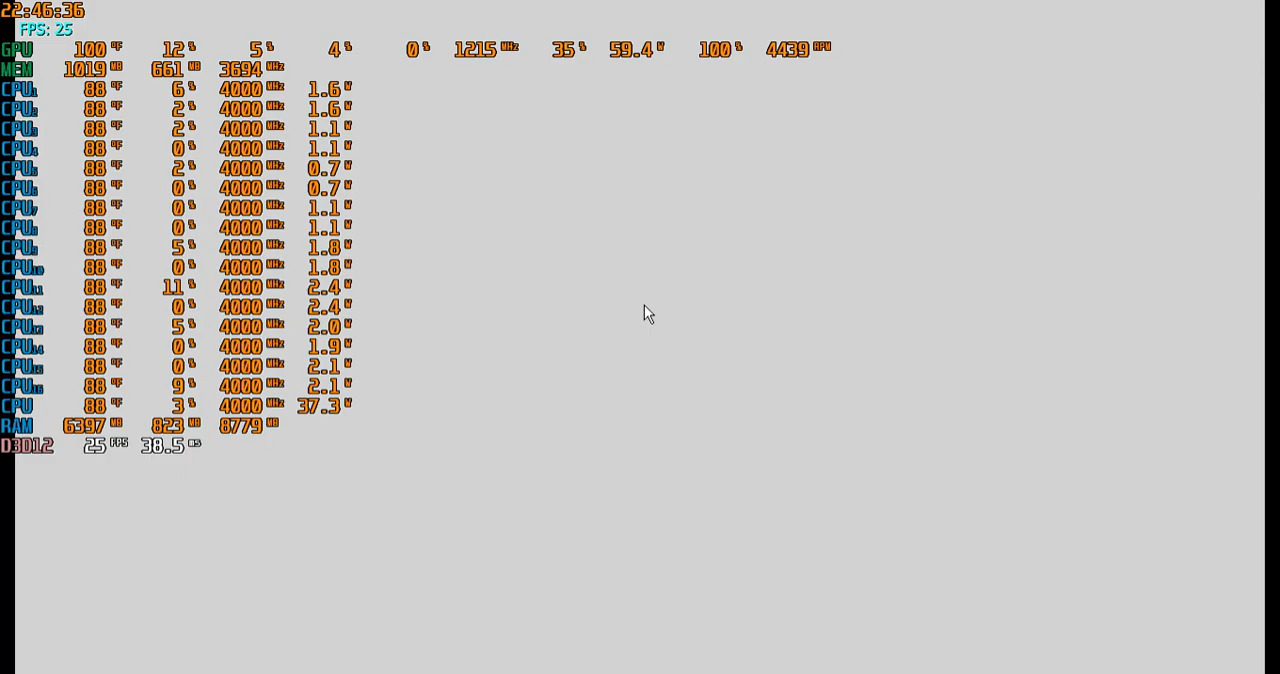 22:46:36
FPS: 25
GPU 100 °F 12 % 5 % 4 % 0 % 1215 MHz 35 % 59.4 W 100 % 4439 RPM
MEM 1019 MB 661 MB 3694 MHz
CPU1 88 °F 6 % 4000 MHz 1.6 W
CPU2 88 °F 2 % 4000 MHz 1.6 W
CPU3 88 °F 2 % 4000 MHz 1.1 W
CPU4 88 °F 0 % 4000 MHz 1.1 W
CPU5 88 °F 2 % 4000 MHz 0.7 W
CPU6 88 °F 0 % 4000 MHz 0.7 W
CPU7 88 °F 0 % 4000 MHz 1.1 W
CPU8 88 °F 0 % 4000 MHz 1.1 W
CPU9 88 °F 5 % 4000 MHz 1.8 W
CPU10 88 °F 0 % 4000 MHz 1.8 W
CPU11 88 °F 11 % 4000 MHz 2.4 W
CPU12 88 °F 0 % 4000 MHz 2.4 W
CPU13 88 °F 5 % 4000 MHz 2.0 W
CPU14 88 °F 0 % 4000 MHz 1.9 W
CPU15 88 °F 0 % 4000 MHz 2.1 W
CPU16 88 °F 9 % 4000 MHz 2.1 W
CPU 88 °F 3 % 4000 MHz 37.3 W
RAM 6397 MB 823 MB 8779 MB
D3D12 25 FPS 38.5 ms